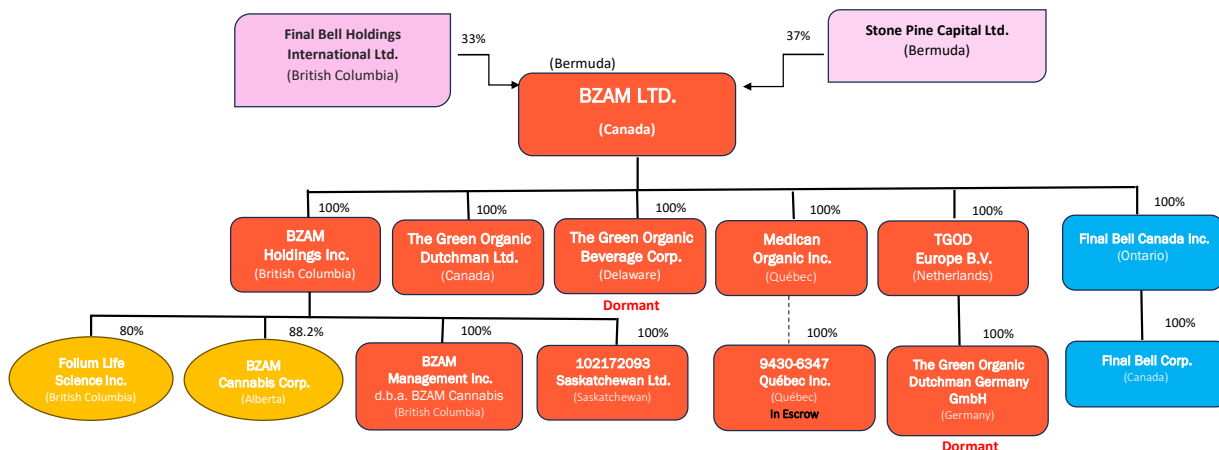 Final Bell Holdings
International Ltd.
(British Columbia)
33%
37%
Stone Pine Capital Ltd.
(Bermuda)
(Bermuda)
BZAM LTD.
(Canada)
100%
100%
100%
100%
100%
100%
BZAM
Holdings Inc.
(British Columbia)
The Green Organic
Dutchman Ltd.
(Canada)
The Green Organic
Beverage Corp.
(Delaware)
Dormant
Medican
Organic Inc.
(Québec)
TGOD
Europe B.V.
(Netherlands)
Final Bell Canada Inc.
(Ontario)
80%
88.2%
100%
100%
100%
100%
100%
Folium Life
Science Inc.
(British Columbia)
BZAM
Cannabis Corp.
(Alberta)
BZAM
Management Inc.
d.b.a. BZAM Cannabis
(British Columbia)
102172093
Saskatchewan Ltd.
(Saskatchewan)
9430-6347
Québec Inc.
(Québec)
In Escrow
The Green Organic
Dutchman Germany
GmbH
(Germany)
Dormant
Final Bell Corp.
(Canada)